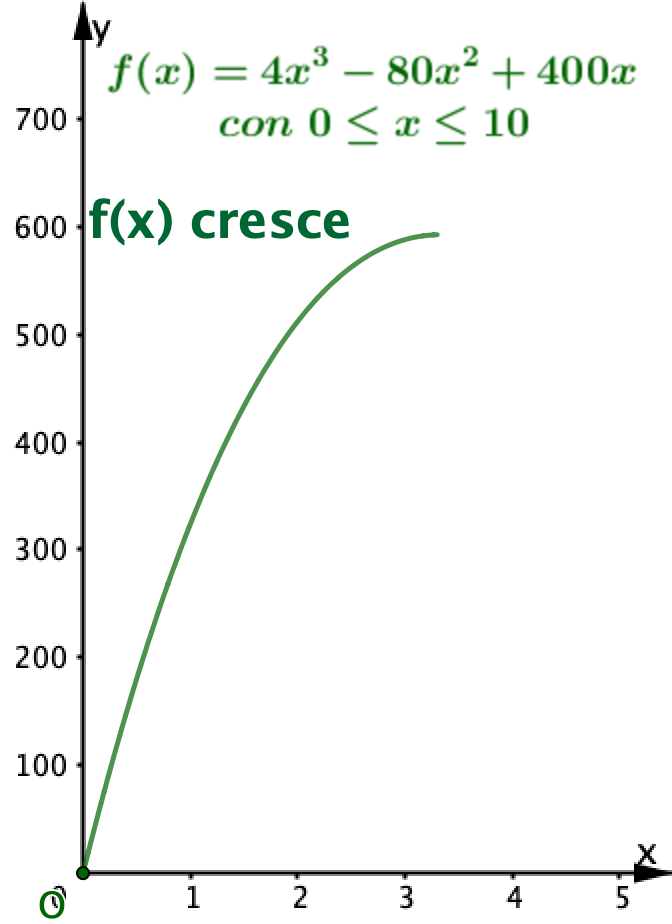 y
f(x) = 4x³ − 80x² + 400x
con 0 ≤ x ≤ 10
700
600
f(x) cresce
500
400
300
200
100
x
0 1 2 3 4 5
O